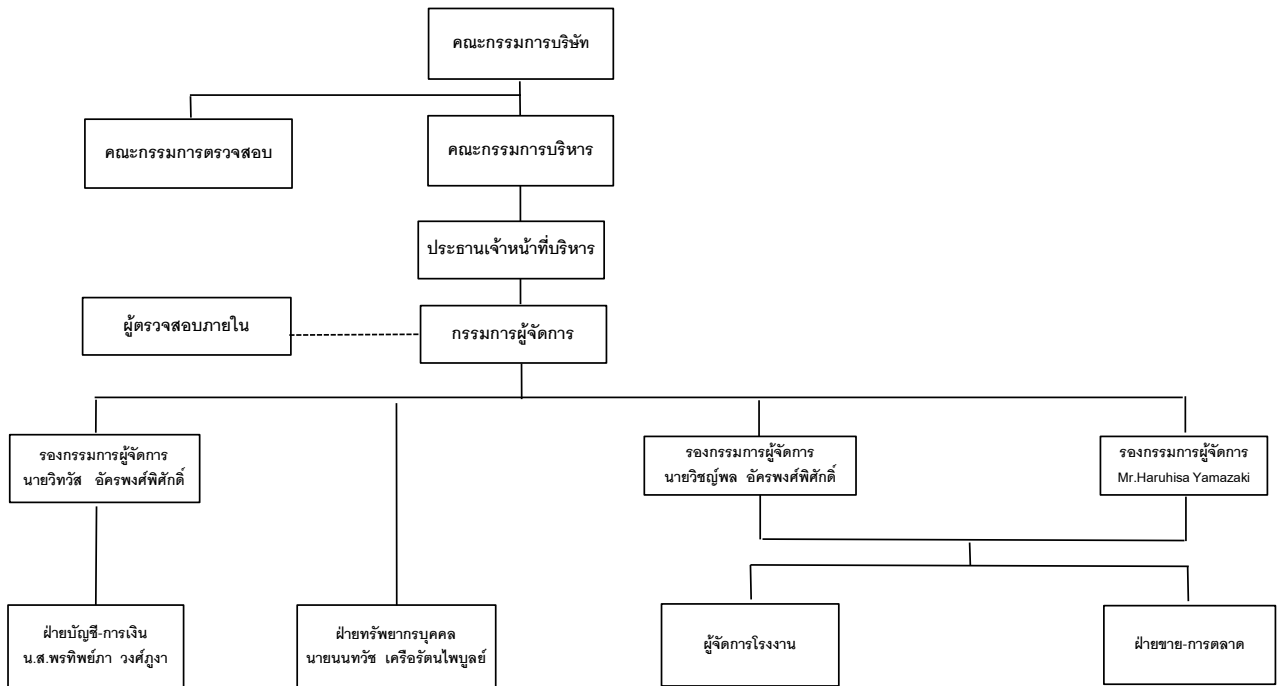 คณะกรรมการบริษัท
คณะกรรมการตรวจสอบ
คณะกรรมการบริหาร
ประธานเจ้าหน้าที่บริหาร
ผู้ตรวจสอบภายใน
กรรมการผู้จัดการ
รองกรรมการผู้จัดการ
นายวิทวัส อัครพงศ์พิศักดิ์
รองกรรมการผู้จัดการ
นายวิชญ์พล อัครพงศ์พิศักดิ์
รองกรรมการผู้จัดการ
Mr.Haruhisa Yamazaki
ฝ่ายบัญชี-การเงิน
น.ส.พรทิพย์ภา วงศ์ภูงา
ฝ่ายทรัพยากรบุคคล
นายนนทวัช เครือรัตนไพบูลย์
ผู้จัดการโรงงาน
ฝ่ายขาย-การตลาด